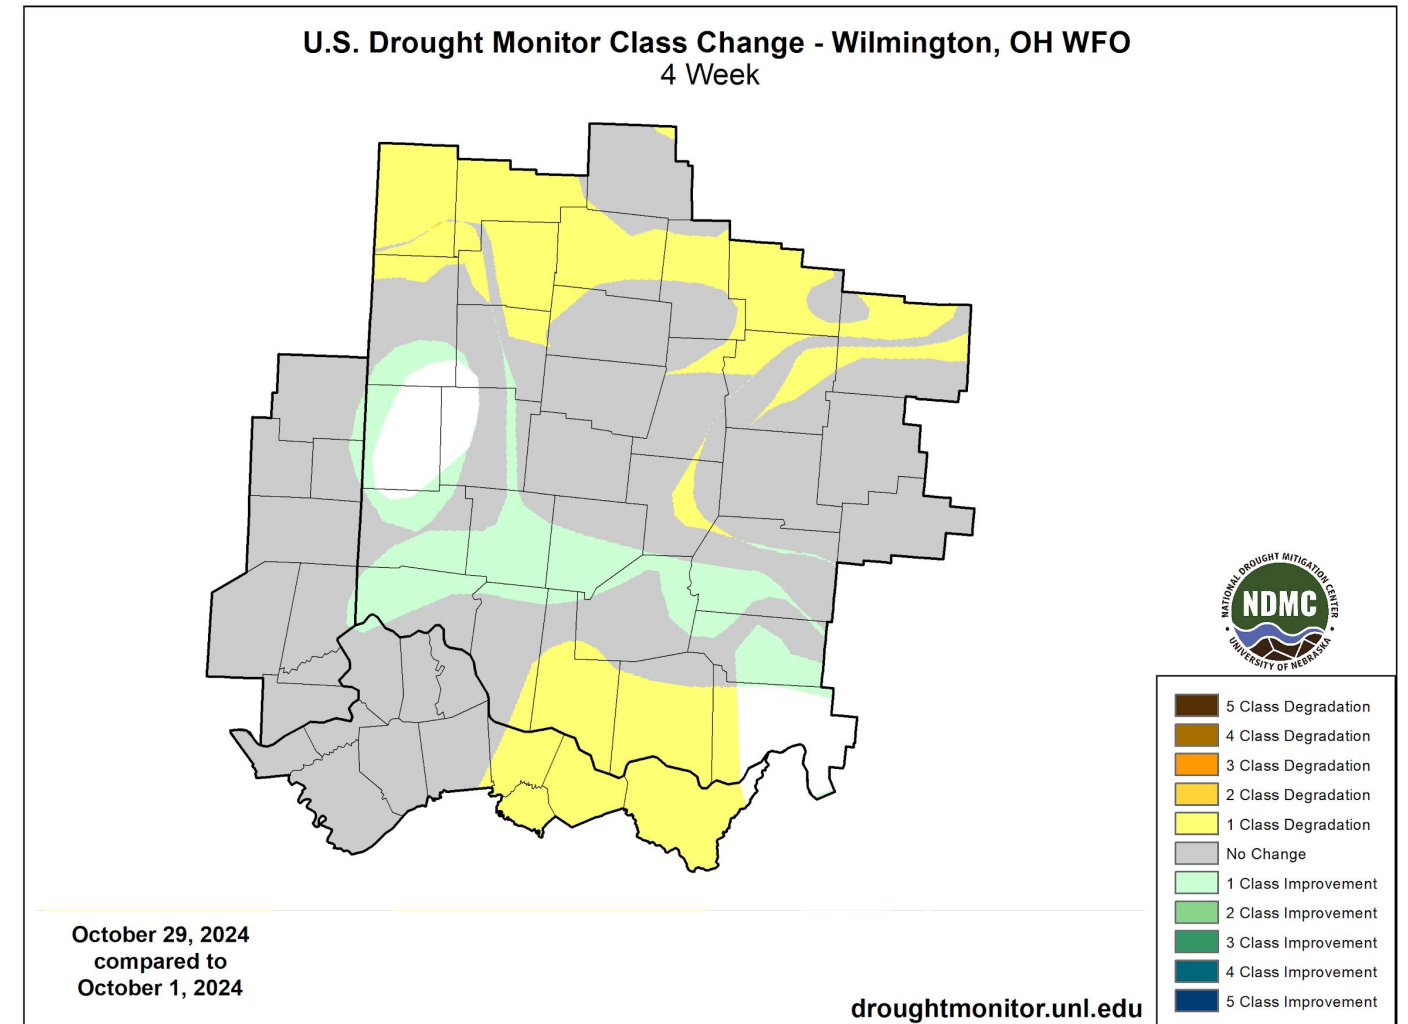 U.S. Drought Monitor Class Change - Wilmington, OH WFO
4 Week
NATIONAL DROUGHT MITIGATION CENTER
NDMC
UNIVERSITY OF NEBRASKA
5 Class Degradation
4 Class Degradation
3 Class Degradation
2 Class Degradation
1 Class Degradation
No Change
1 Class Improvement
2 Class Improvement
3 Class Improvement
4 Class Improvement
5 Class Improvement
October 29, 2024
compared to
October 1, 2024
droughtmonitor.unl.edu